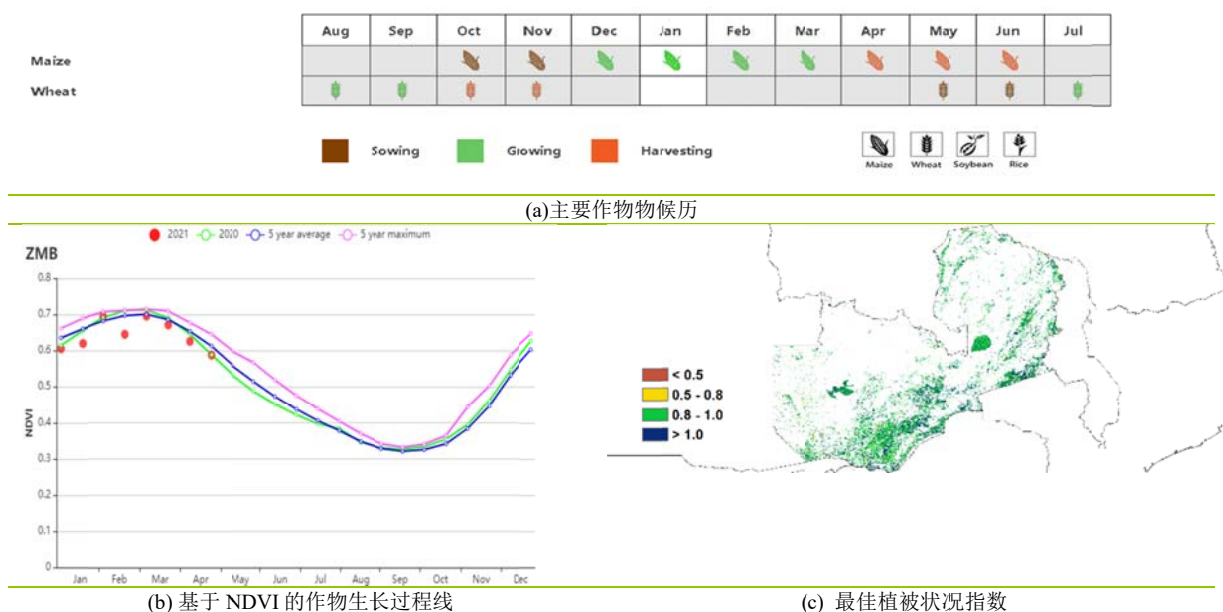 Aug Sep Oct Nov Dec Jan Feb Mar Apr May Jun Jul
Maize
Wheat
Sowing Growing Harvesting
Maize Wheat Soybean Rice
(a)主要作物物候历
2021 2020 5 year average 5 year maximum
ZMB
0.8
0.7
0.6
0.5
0.4
0.3
0.2
0.1
0
NDVI
Jan Feb Mar Apr May Jun Jul Aug Sep Oct Nov Dec
< 0.5
0.5 - 0.8
0.8 - 1.0
> 1.0
(b) 基于 NDVI 的作物生长过程线
(c) 最佳植被状况指数